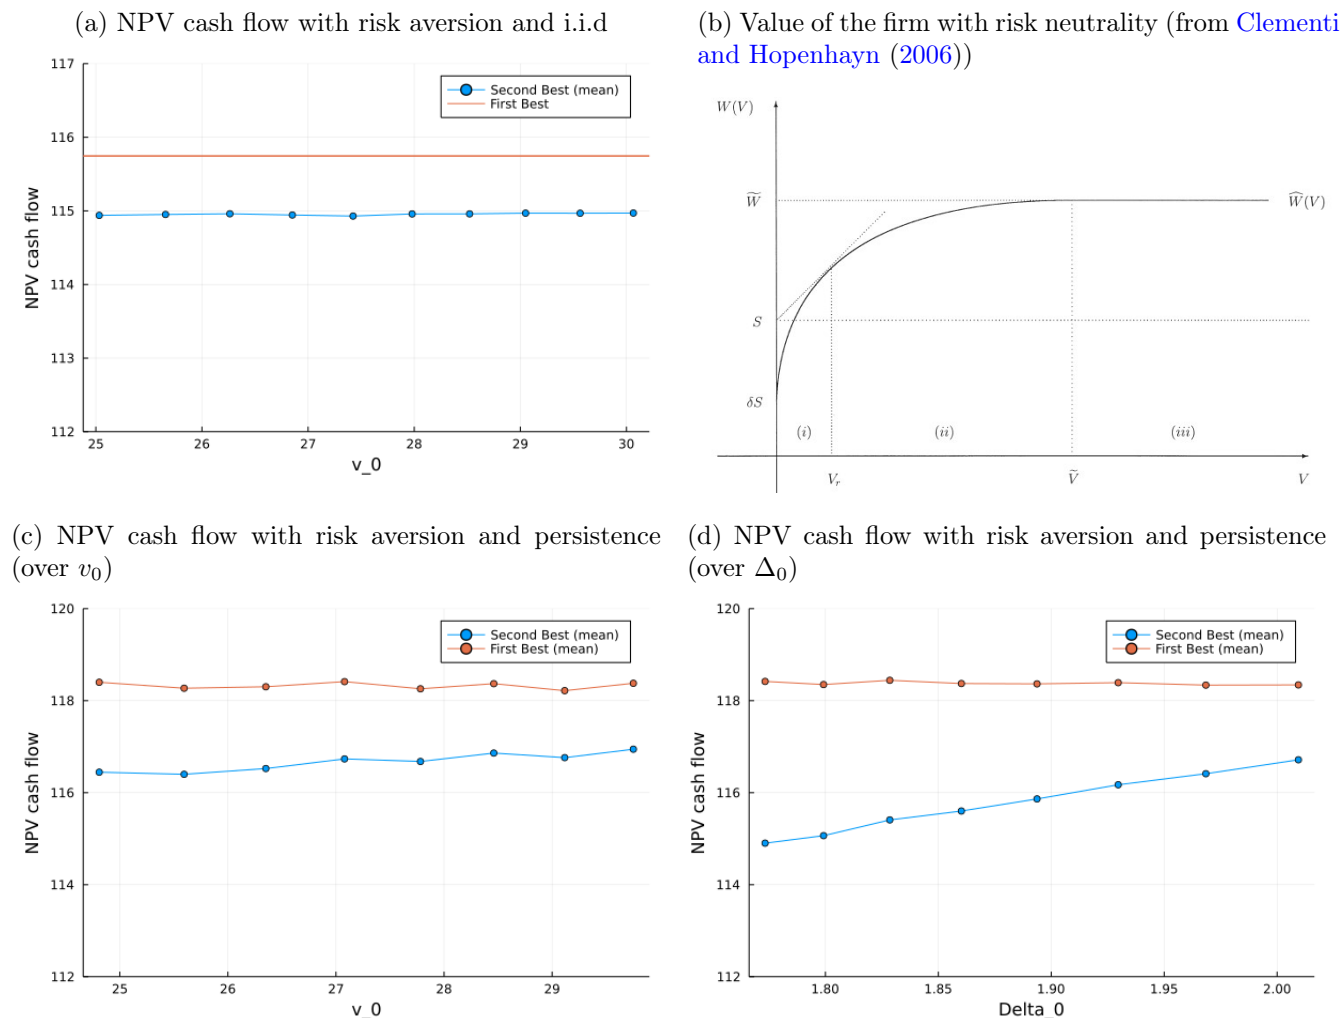 (a) NPV cash flow with risk aversion and i.i.d
117
116
115
114
113
112
NPV cash flow
Second Best (mean)
First Best
25 26 27 28 29 30
v_0
(b) Value of the firm with risk neutrality (from Clementi
and Hopenhayn (2006))
W(V)
W̃
Ŵ(V)
S
δS
(i) (ii) (iii)
V_r Ṽ V
(c) NPV cash flow with risk aversion and persistence
(over v₀)
120
118
116
114
112
NPV cash flow
Second Best (mean)
First Best (mean)
25 26 27 28 29
v_0
(d) NPV cash flow with risk aversion and persistence
(over Δ₀)
120
118
116
114
112
NPV cash flow
Second Best (mean)
First Best (mean)
1.80 1.85 1.90 1.95 2.00
Delta_0